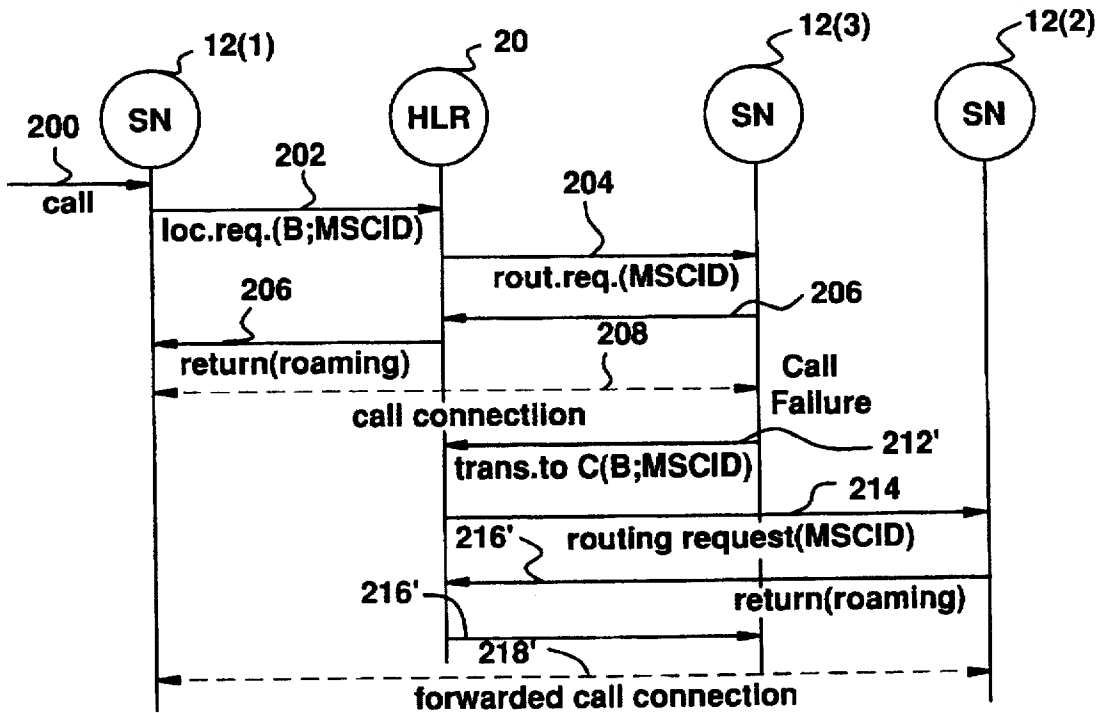 12(1)
20
12(3)
12(2)
SN
HLR
SN
SN
200
call
202
loc.req.(B;MSCID)
204
rout.req.(MSCID)
206
206
return(roaming)
208
Call
Failure
call connectlion
212'
trans.to C(B;MSCID)
214
216'
routing request(MSCID)
return(roaming)
216'
218'
forwarded call connection